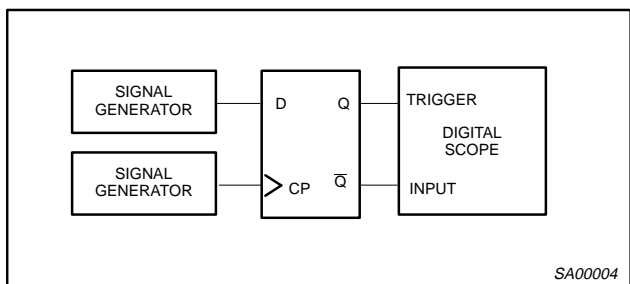 SIGNAL
GENERATOR
D
Q
TRIGGER
DIGITAL
SCOPE
SIGNAL
GENERATOR
CP
Q̅
INPUT
SA00004